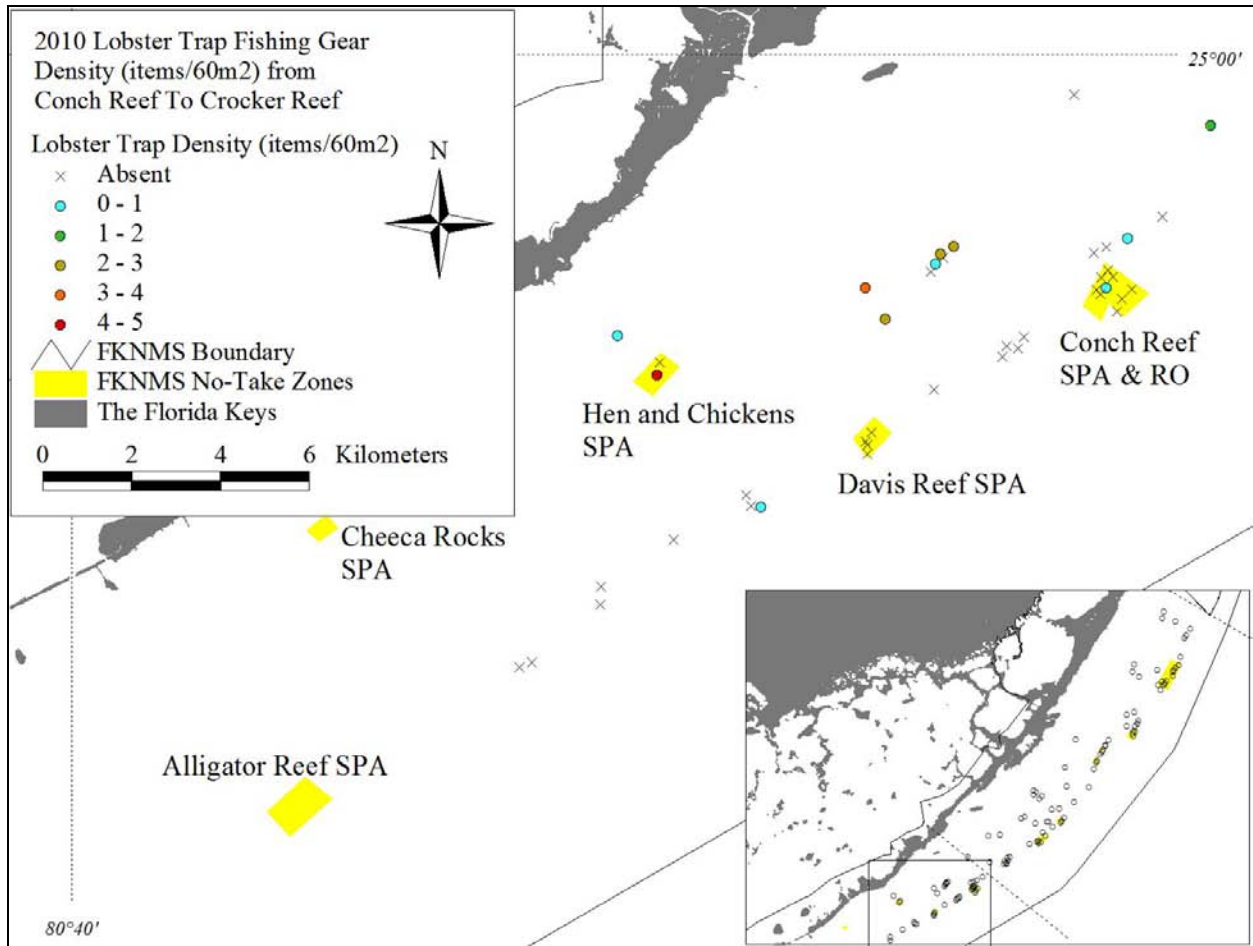 2010 Lobster Trap Fishing Gear
Density (items/60m2) from
Conch Reef To Crocker Reef
Lobster Trap Density (items/60m2)
N
Absent
0 - 1
1 - 2
2 - 3
3 - 4
4 - 5
FKNMS Boundary
FKNMS No-Take Zones
The Florida Keys
0 2 4 6 Kilometers
25°00'
Conch Reef
SPA & RO
Hen and Chickens
SPA
Davis Reef SPA
Cheeca Rocks
SPA
Alligator Reef SPA
80°40'